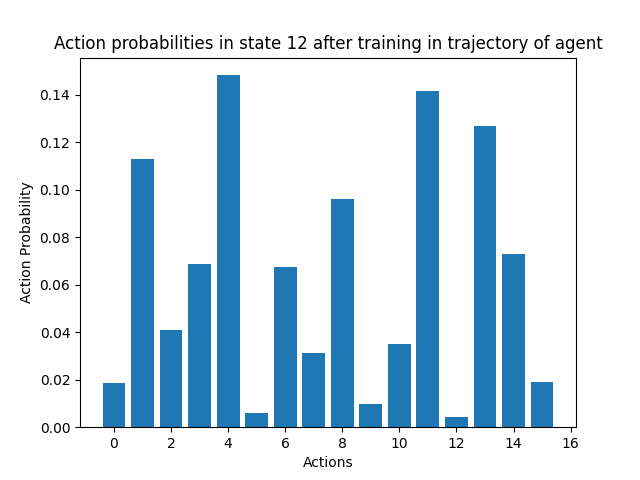 Action probabilities in state 12 after training in trajectory of agent
0.14
0.12
0.10
0.08
0.06
0.04
0.02
0.00
Action Probability
0 2 4 6 8 10 12 14 16
Actions